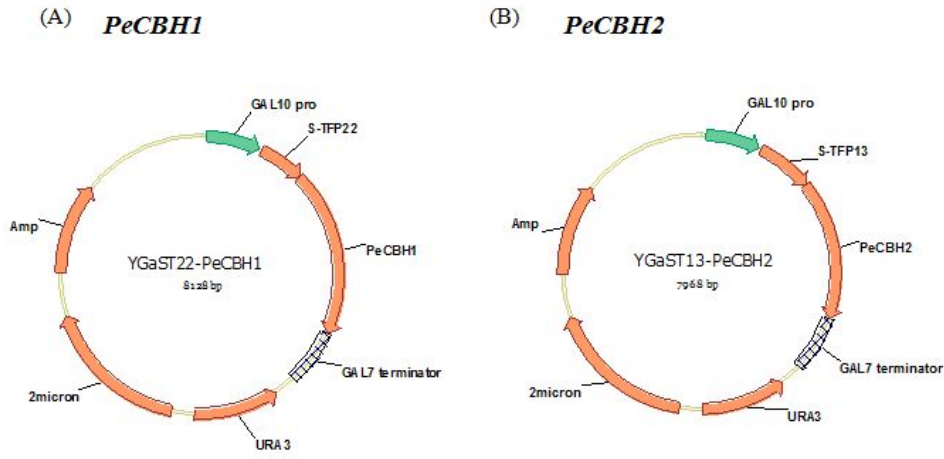 (A) PeCBH1
GAL10 pro
S-TFP22
Amp
PeCBH1
YGaST22-PeCBH1
8128 bp
GAL7 terminator
2micron
URA3
(B) PeCBH2
GAL10 pro
S-TFP13
Amp
PeCBH2
YGaST13-PeCBH2
7968 bp
GAL7 terminator
2micron
URA3